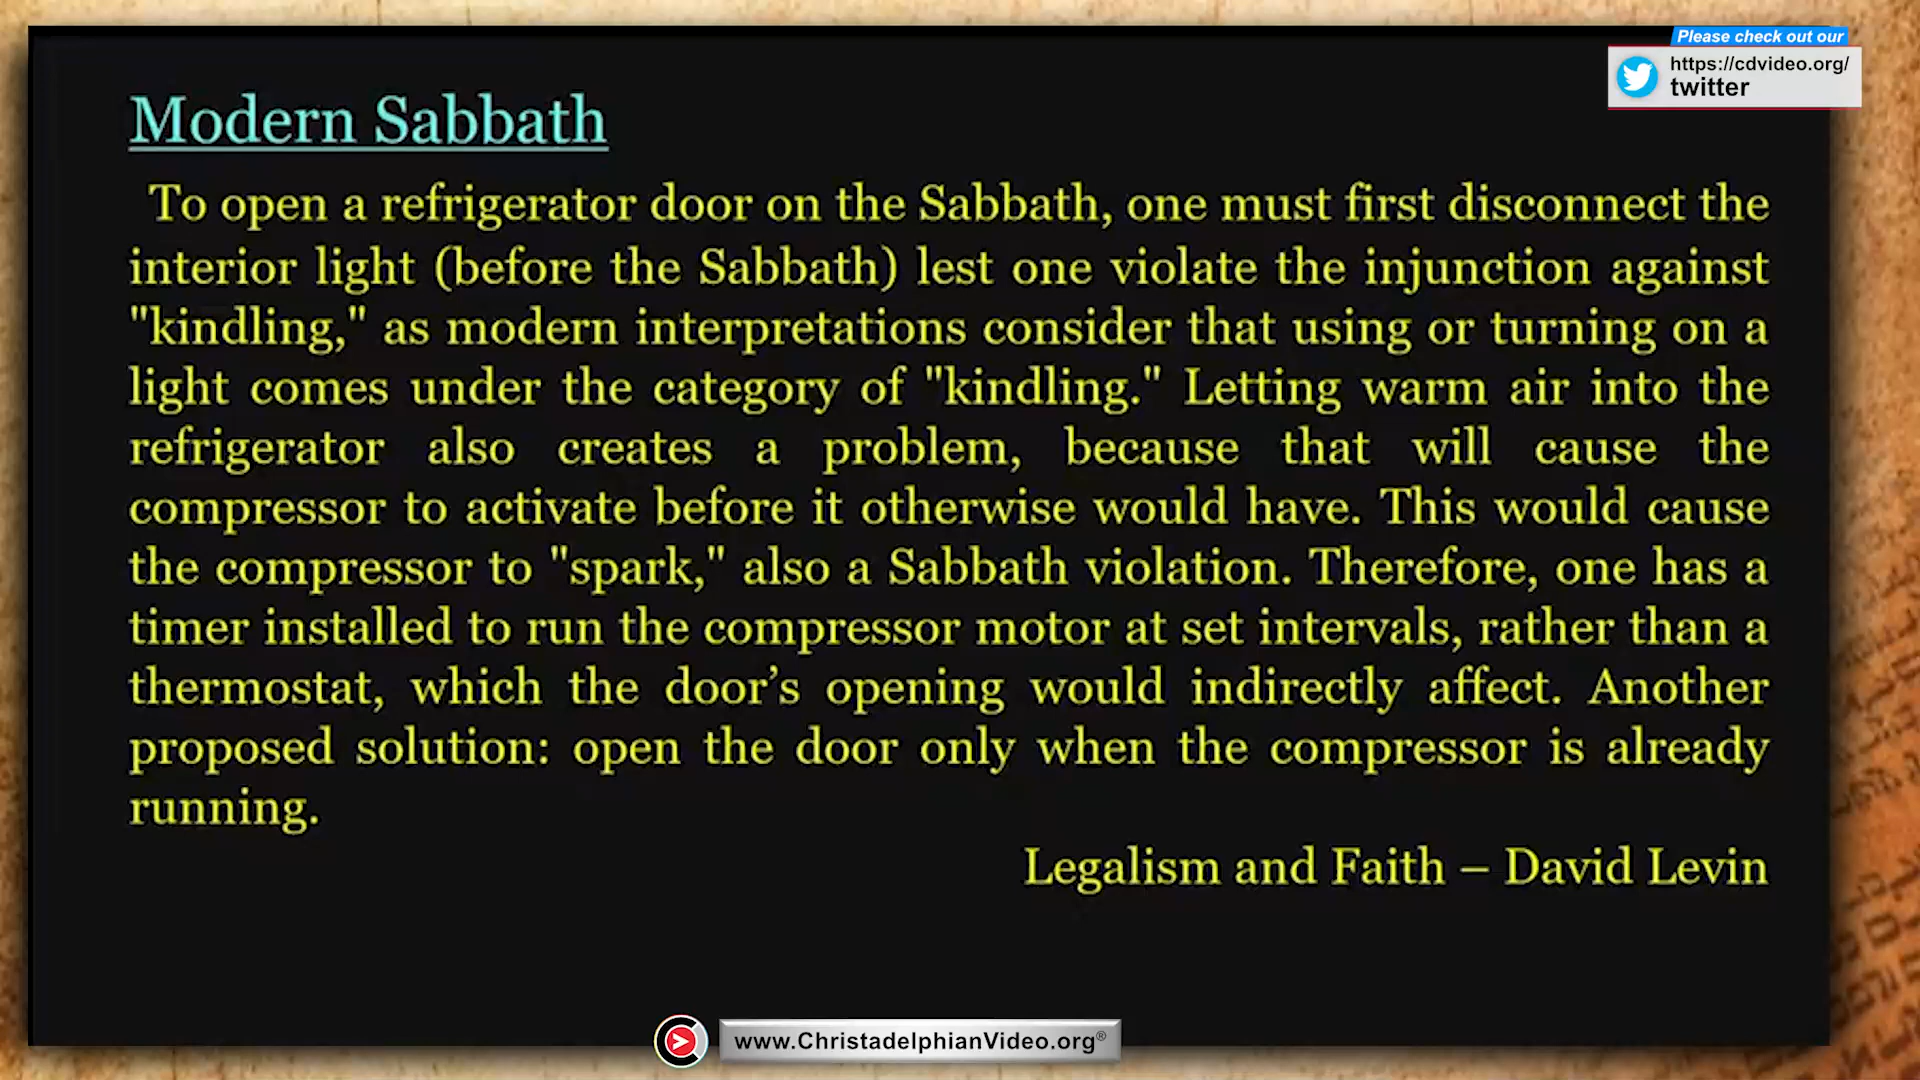 Please check out our
https://cdvideo.org/
twitter
Modern Sabbath
To open a refrigerator door on the Sabbath, one must first disconnect the
interior light (before the Sabbath) lest one violate the injunction against
"kindling," as modern interpretations consider that using or turning on a
light comes under the category of "kindling." Letting warm air into the
refrigerator also creates a problem, because that will cause the
compressor to activate before it otherwise would have. This would cause
the compressor to "spark," also a Sabbath violation. Therefore, one has a
timer installed to run the compressor motor at set intervals, rather than a
thermostat, which the door’s opening would indirectly affect. Another
proposed solution: open the door only when the compressor is already
running.
Legalism and Faith – David Levin
www.ChristadelphianVideo.org®